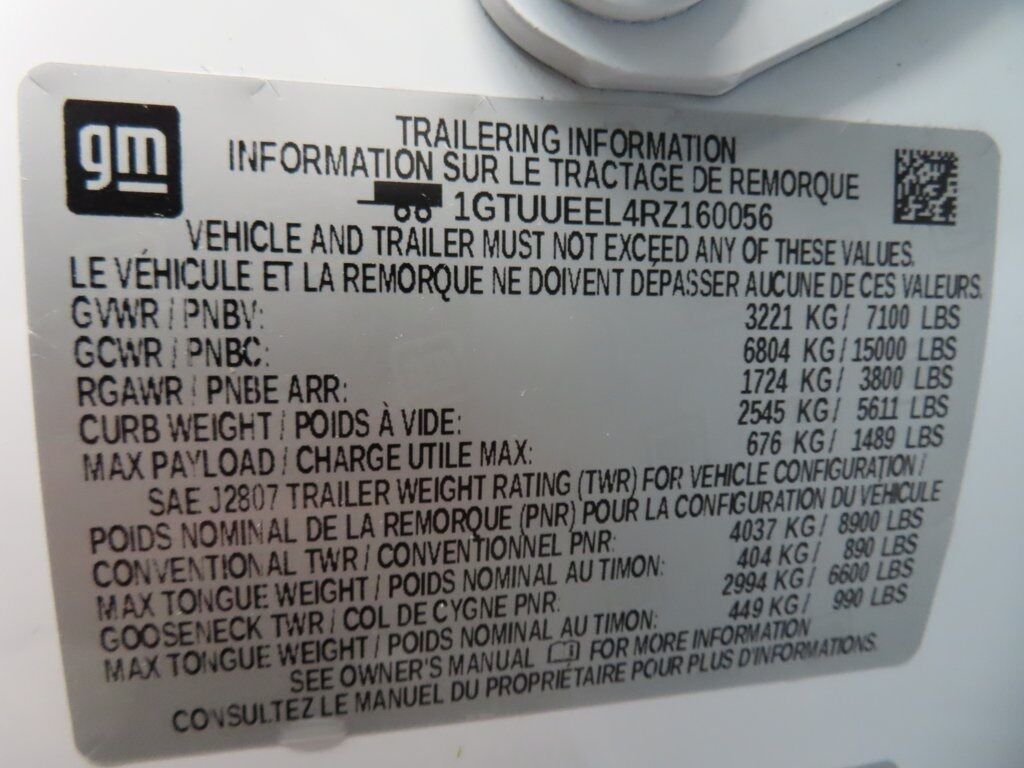 gm
TRAILERING INFORMATION
INFORMATION SUR LE TRACTAGE DE REMORQUE
1GTUUEEL4RZ160056
VEHICLE AND TRAILER MUST NOT EXCEED ANY OF THESE VALUES.
LE VÉHICULE ET LA REMORQUE NE DOIVENT DÉPASSER AUCUNE DE CES VALEURS.
GVWR / PNBV: 3221 KG / 7100 LBS
GCWR / PNBC: 6804 KG / 15000 LBS
RGAWR / PNBE ARR: 1724 KG / 3800 LBS
CURB WEIGHT / POIDS À VIDE: 2545 KG / 5611 LBS
MAX PAYLOAD / CHARGE UTILE MAX: 676 KG / 1489 LBS
SAE J2807 TRAILER WEIGHT RATING (TWR) FOR VEHICLE CONFIGURATION /
POIDS NOMINAL DE LA REMORQUE (PNR) POUR LA CONFIGURATION DU VÉHICULE
CONVENTIONAL TWR / CONVENTIONNEL PNR: 4037 KG / 8900 LBS
MAX TONGUE WEIGHT / POIDS NOMINAL AU TIMON: 404 KG / 890 LBS
GOOSENECK TWR / COL DE CYGNE PNR: 2994 KG / 6600 LBS
MAX TONGUE WEIGHT / POIDS NOMINAL AU TIMON: 449 KG / 990 LBS
SEE OWNER'S MANUAL FOR MORE INFORMATION
CONSULTEZ LE MANUEL DU PROPRIÉTAIRE POUR PLUS D'INFORMATIONS.